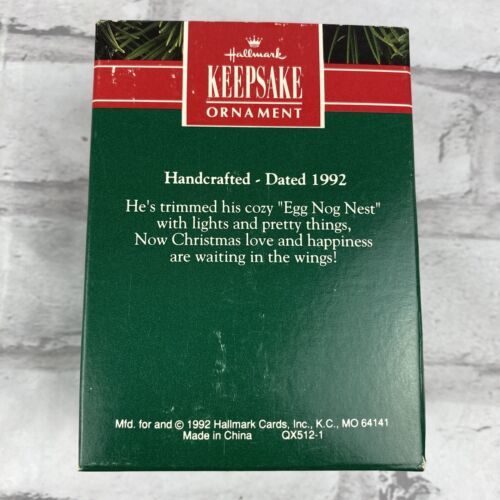 Hallmark
KEEPSAKE
ORNAMENT
Handcrafted - Dated 1992
He's trimmed his cozy "Egg Nog Nest"
with lights and pretty things,
Now Christmas love and happiness
are waiting in the wings!
Mfd. for and © 1992 Hallmark Cards, Inc., K.C., MO 64141
Made in China QX512-1